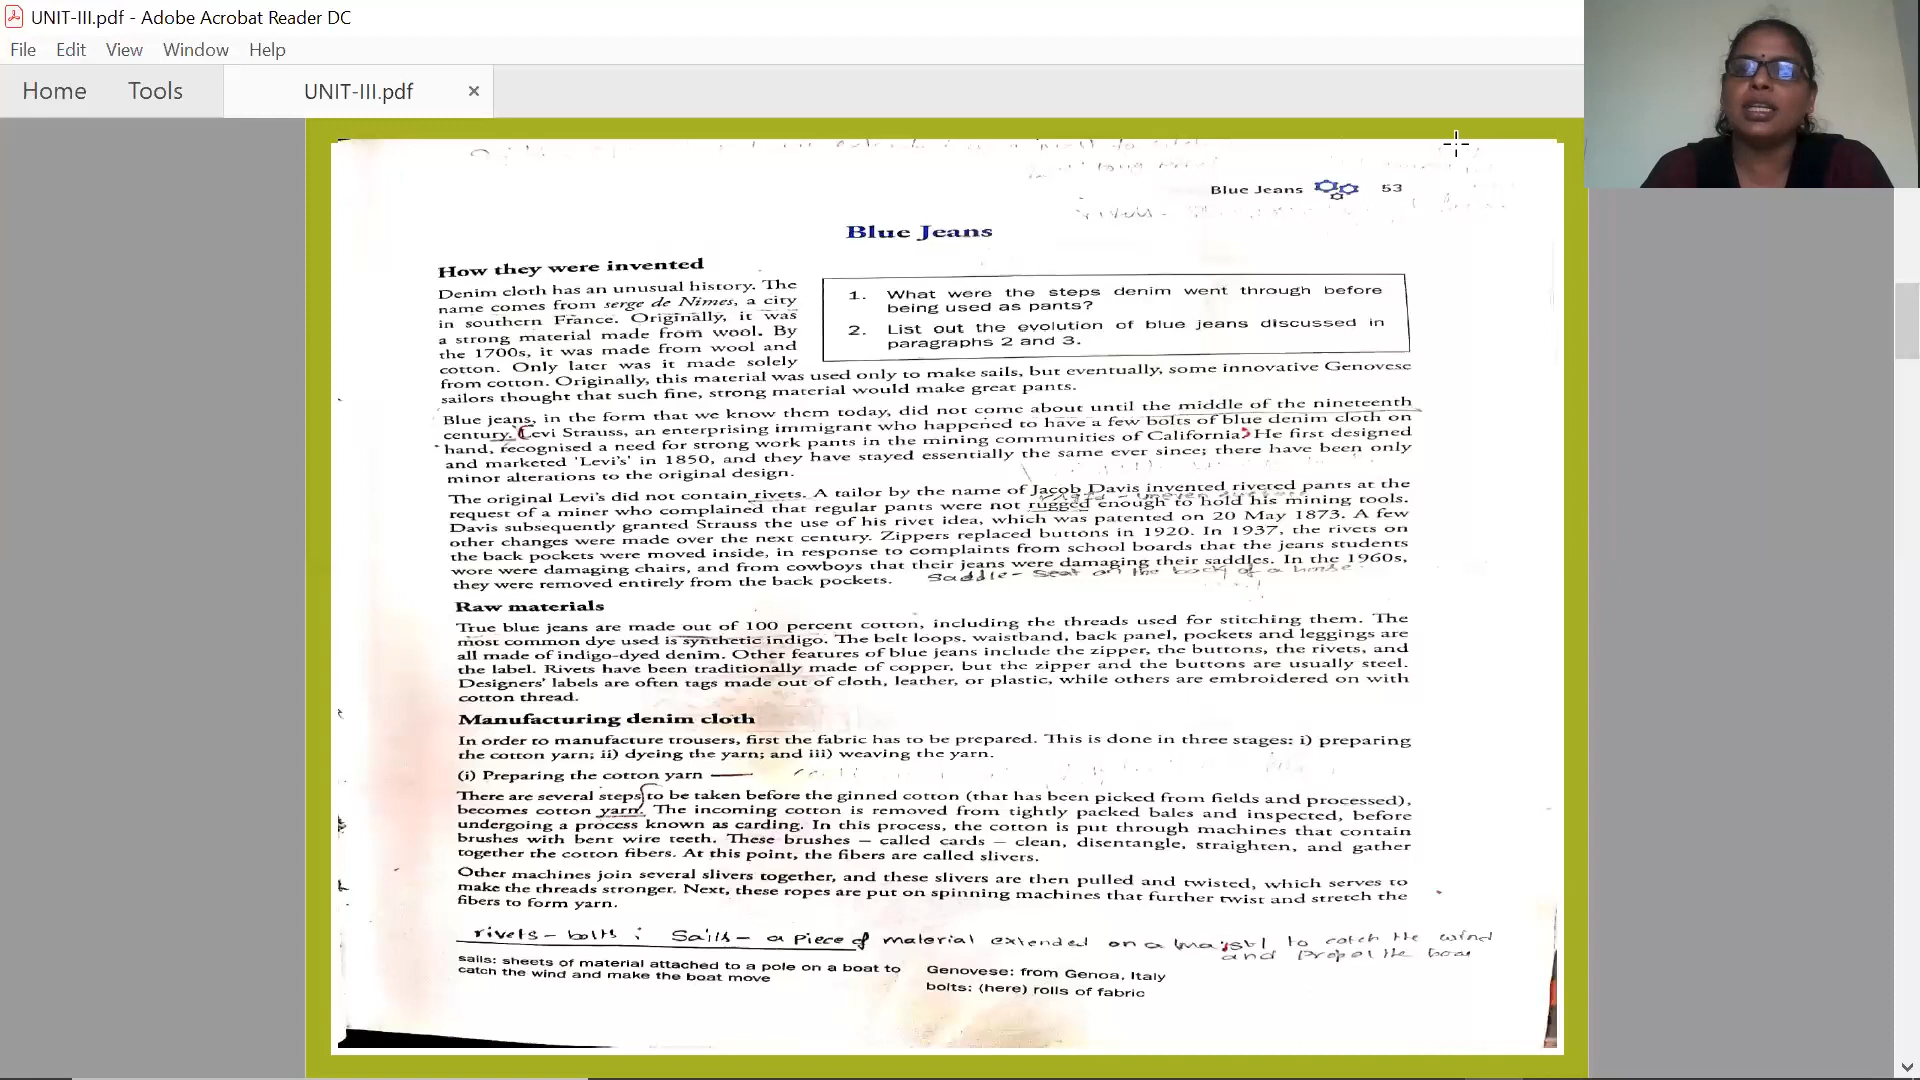 UNIT-III.pdf - Adobe Acrobat Reader DC
File Edit View Window Help
Home Tools UNIT-III.pdf ×
Blue Jeans 53
rivets -
Blue Jeans
How they were invented
Denim cloth has an unusual history. The
name comes from serge de Nimes, a city
in southern France. Originally, it was
a strong material made from wool. By
the 1700s, it was made from wool and
cotton. Only later was it made solely
1. What were the steps denim went through before
being used as pants?
2. List out the evolution of blue jeans discussed in
paragraphs 2 and 3.
from cotton. Originally, this material was used only to make sails, but eventually, some innovative Genovese
sailors thought that such fine, strong material would make great pants.
Blue jeans, in the form that we know them today, did not come about until the middle of the nineteenth
century. Levi Strauss, an enterprising immigrant who happened to have a few bolts of blue denim cloth on
hand, recognised a need for strong work pants in the mining communities of California. He first designed
and marketed 'Levi's' in 1850, and they have stayed essentially the same ever since; there have been only
minor alterations to the original design.
The original Levi's did not contain rivets. A tailor by the name of Jacob Davis invented riveted pants at the
request of a miner who complained that regular pants were not rugged enough to hold his mining tools.
Davis subsequently granted Strauss the use of his rivet idea, which was patented on 20 May 1873. A few
other changes were made over the next century. Zippers replaced buttons in 1920. In 1937, the rivets on
the back pockets were moved inside, in response to complaints from school boards that the jeans students
wore were damaging chairs, and from cowboys that their jeans were damaging their saddles. In the 1960s,
they were removed entirely from the back pockets. Saddle - Seat on the back of a horse
Raw materials
True blue jeans are made out of 100 percent cotton, including the threads used for stitching them. The
most common dye used is synthetic indigo. The belt loops. waistband, back panel, pockets and leggings are
all made of indigo-dyed denim. Other features of blue jeans include the zipper, the buttons, the rivets, and
the label. Rivets have been traditionally made of copper, but the zipper and the buttons are usually steel.
Designers' labels are often tags made out of cloth, leather, or plastic, while others are embroidered on with
cotton thread.
Manufacturing denim cloth
In order to manufacture trousers, first the fabric has to be prepared. This is done in three stages: i) preparing
the cotton yarn; ii) dyeing the yarn; and iii) weaving the yarn.
(i) Preparing the cotton yarn
There are several steps to be taken before the ginned cotton (that has been picked from fields and processed),
becomes cotton yarn. The incoming cotton is removed from tightly packed bales and inspected, before
undergoing a process known as carding. In this process, the cotton is put through machines that contain
brushes with bent wire teeth. These brushes – called cards – clean, disentangle, straighten, and gather
together the cotton fibers. At this point, the fibers are called slivers.
Other machines join several slivers together, and these slivers are then pulled and twisted, which serves to
make the threads stronger. Next, these ropes are put on spinning machines that further twist and stretch the
fibers to form yarn.
rivets - bolts ; Sails - a piece of material extended on a to catch the wind
and the boat
sails: sheets of material attached to a pole on a boat to
catch the wind and make the boat move
Genovese: from Genoa, Italy
bolts: (here) rolls of fabric